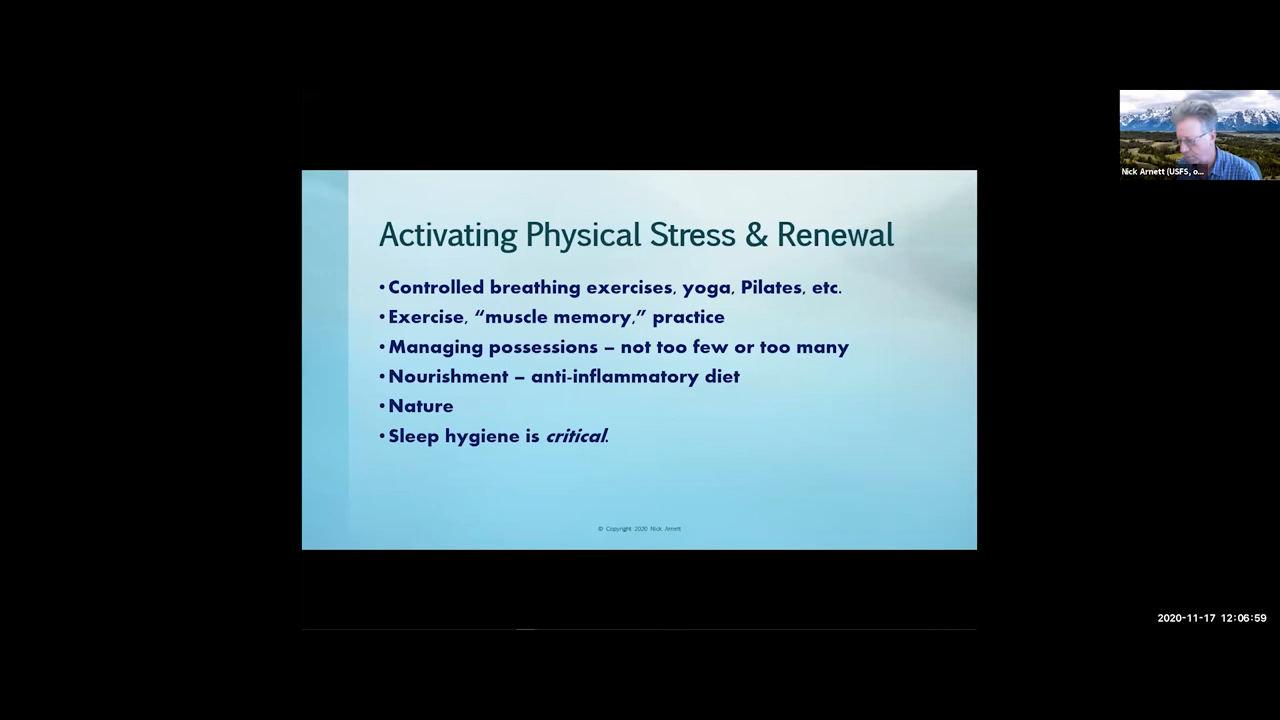 Activating Physical Stress & Renewal
• Controlled breathing exercises, yoga, Pilates, etc.
• Exercise, “muscle memory,” practice
• Managing possessions – not too few or too many
• Nourishment – anti-inflammatory diet
• Nature
• Sleep hygiene is critical.
© Copyright 2020 Nick Arnett
Nick Arnett (USFS, o...
2020-11-17 12:06:59